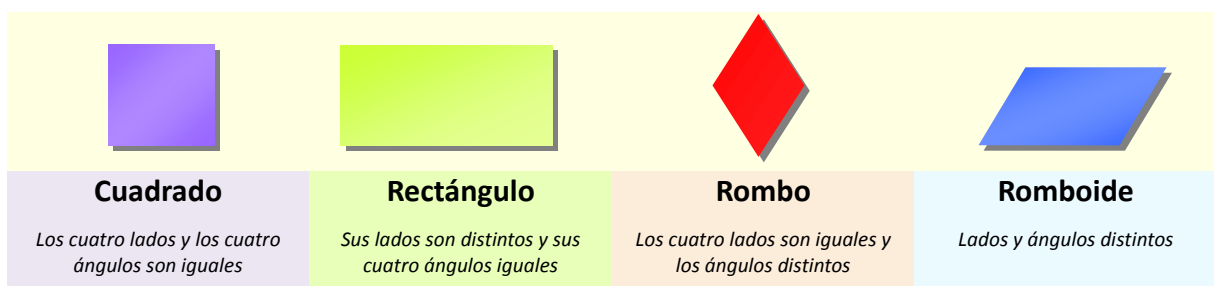 Cuadrado
Los cuatro lados y los cuatro
ángulos son iguales
Rectángulo
Sus lados son distintos y sus
cuatro ángulos iguales
Rombo
Los cuatro lados son iguales y
los ángulos distintos
Romboide
Lados y ángulos distintos